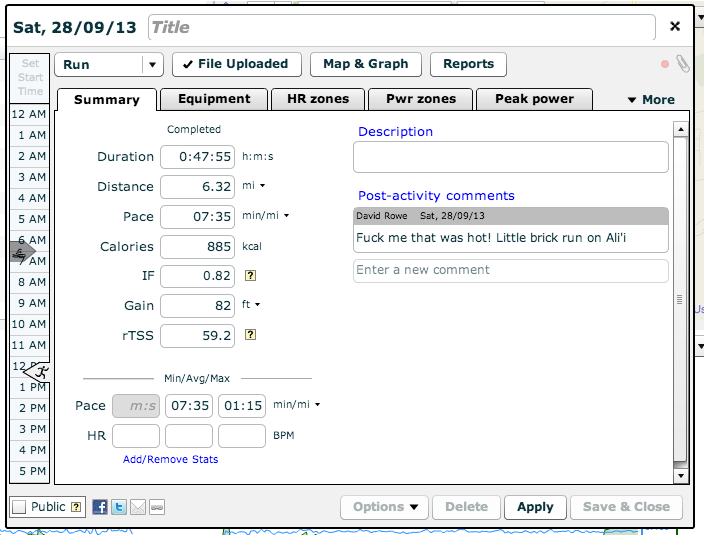 Sat, 28/09/13 Title
Set Start Time
Run File Uploaded Map & Graph Reports
Summary Equipment HR zones Pwr zones Peak power More
12 AM
1 AM
2 AM
3 AM
4 AM
5 AM
6 AM
7 AM
8 AM
9 AM
10 AM
11 AM
1 PM
2 PM
3 PM
4 PM
5 PM
Completed
Duration 0:47:55 h:m:s
Distance 6.32 mi
Pace 07:35 min/mi
Calories 885 kcal
IF 0.82 ?
Gain 82 ft
rTSS 59.2 ?
Min/Avg/Max
Pace m:s 07:35 01:15 min/mi
HR BPM
Add/Remove Stats
Description
Post-activity comments
David Rowe Sat, 28/09/13
Fuck me that was hot! Little brick run on Ali'i
Enter a new comment
Public ? Options Delete Apply Save & Close